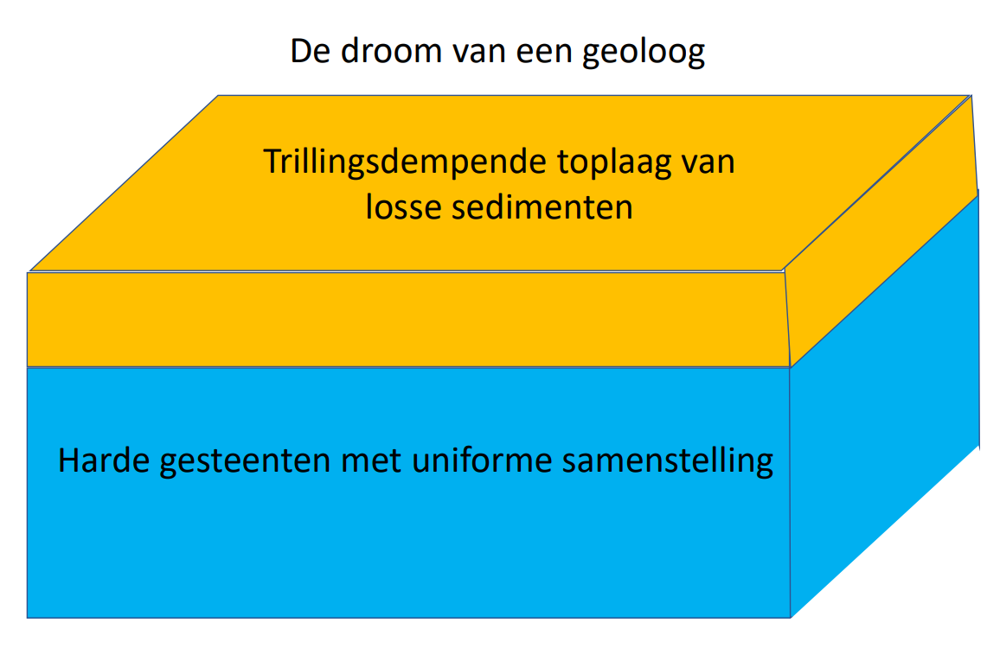 De droom van een geoloog
Trillingsdempende toplaag van
losse sedimenten
Harde gesteenten met uniforme samenstelling